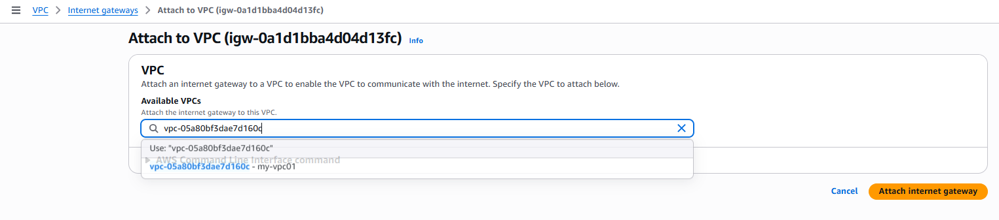 VPC > Internet gateways > Attach to VPC (igw-0a1d1bba4d04d13fc)
Attach to VPC (igw-0a1d1bba4d04d13fc) Info
VPC
Attach an internet gateway to a VPC to enable the VPC to communicate with the internet. Specify the VPC to attach below.
Available VPCs
Attach the internet gateway to this VPC.
vpc-05a80bf3dae7d160c
Use: "vpc-05a80bf3dae7d160c"
AWS Command Line Interface command
vpc-05a80bf3dae7d160c - my-vpc01
Cancel Attach internet gateway